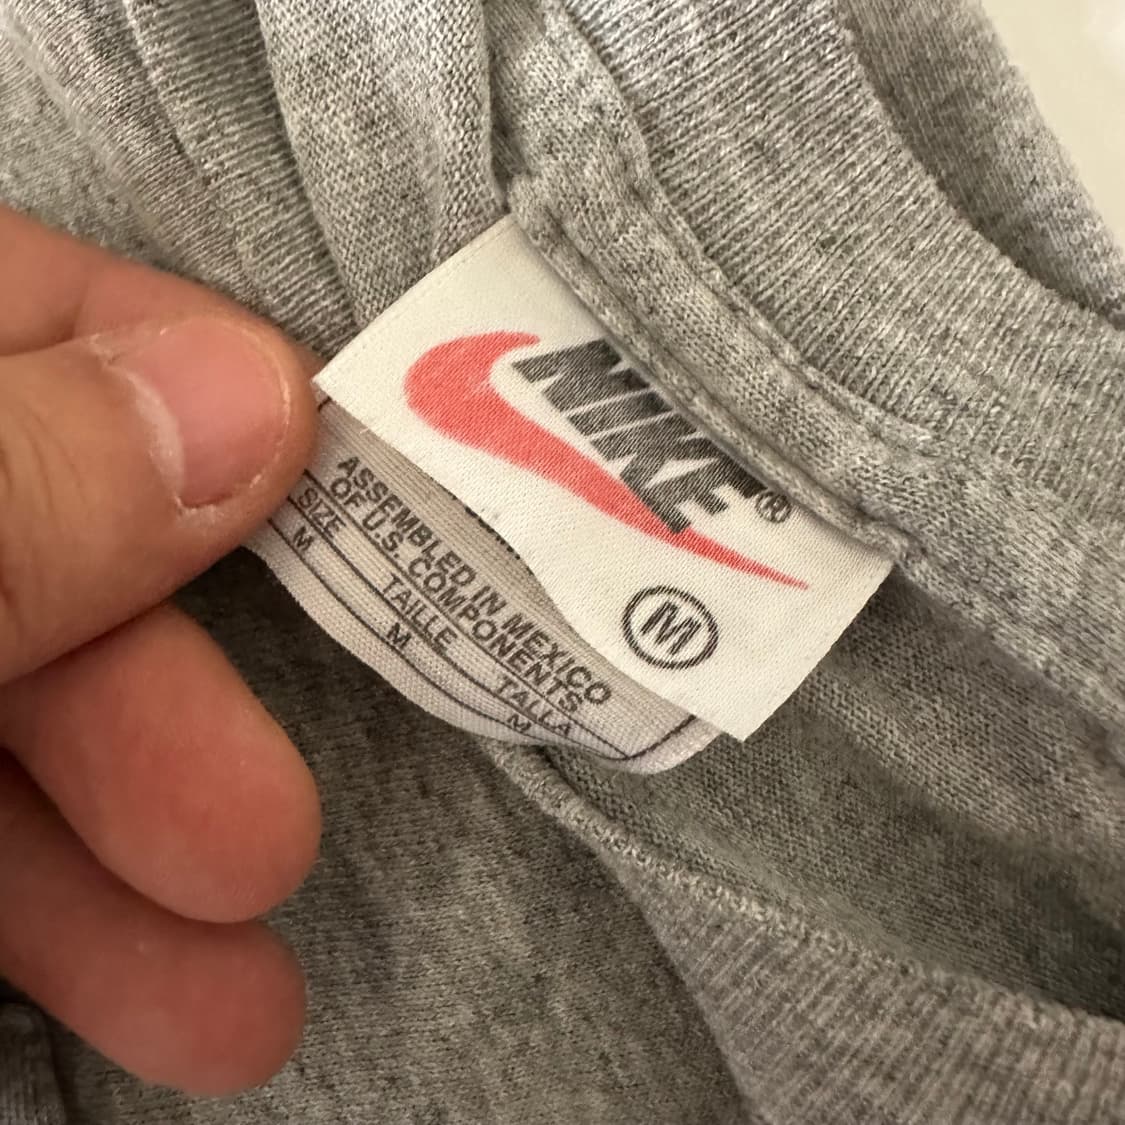 NIKE®
M
ASSEMBLED IN MEXICO
OF U.S. COMPONENTS
SIZE TAILLE TALLA
M M M